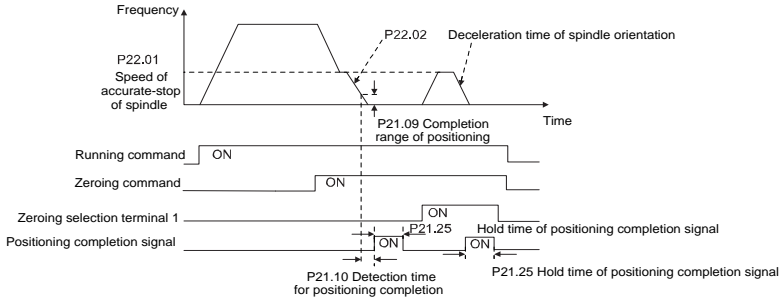 Frequency
P22.01
Speed of
accurate-stop
of spindle
P22.02
Deceleration time of spindle orientation
Time
P21.09 Completion
range of positioning
Running command
ON
Zeroing command
ON
Zeroing selection terminal 1
ON
Positioning completion signal
ON
P21.25
Hold time of positioning completion signal
ON
P21.10 Detection time
for positioning completion
P21.25 Hold time of positioning completion signal